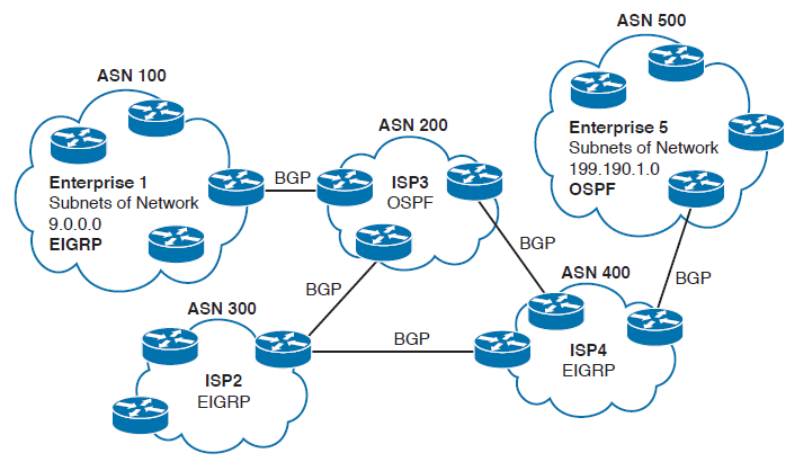 ASN 500
ASN 100
Enterprise 5
Subnets of Network
199.190.1.0
OSPF
ASN 200
Enterprise 1
Subnets of Network
9.0.0.0
EIGRP
BGP
ISP3
OSPF
BGP
BGP
ASN 400
BGP
ASN 300
BGP
ISP2
EIGRP
ISP4
EIGRP